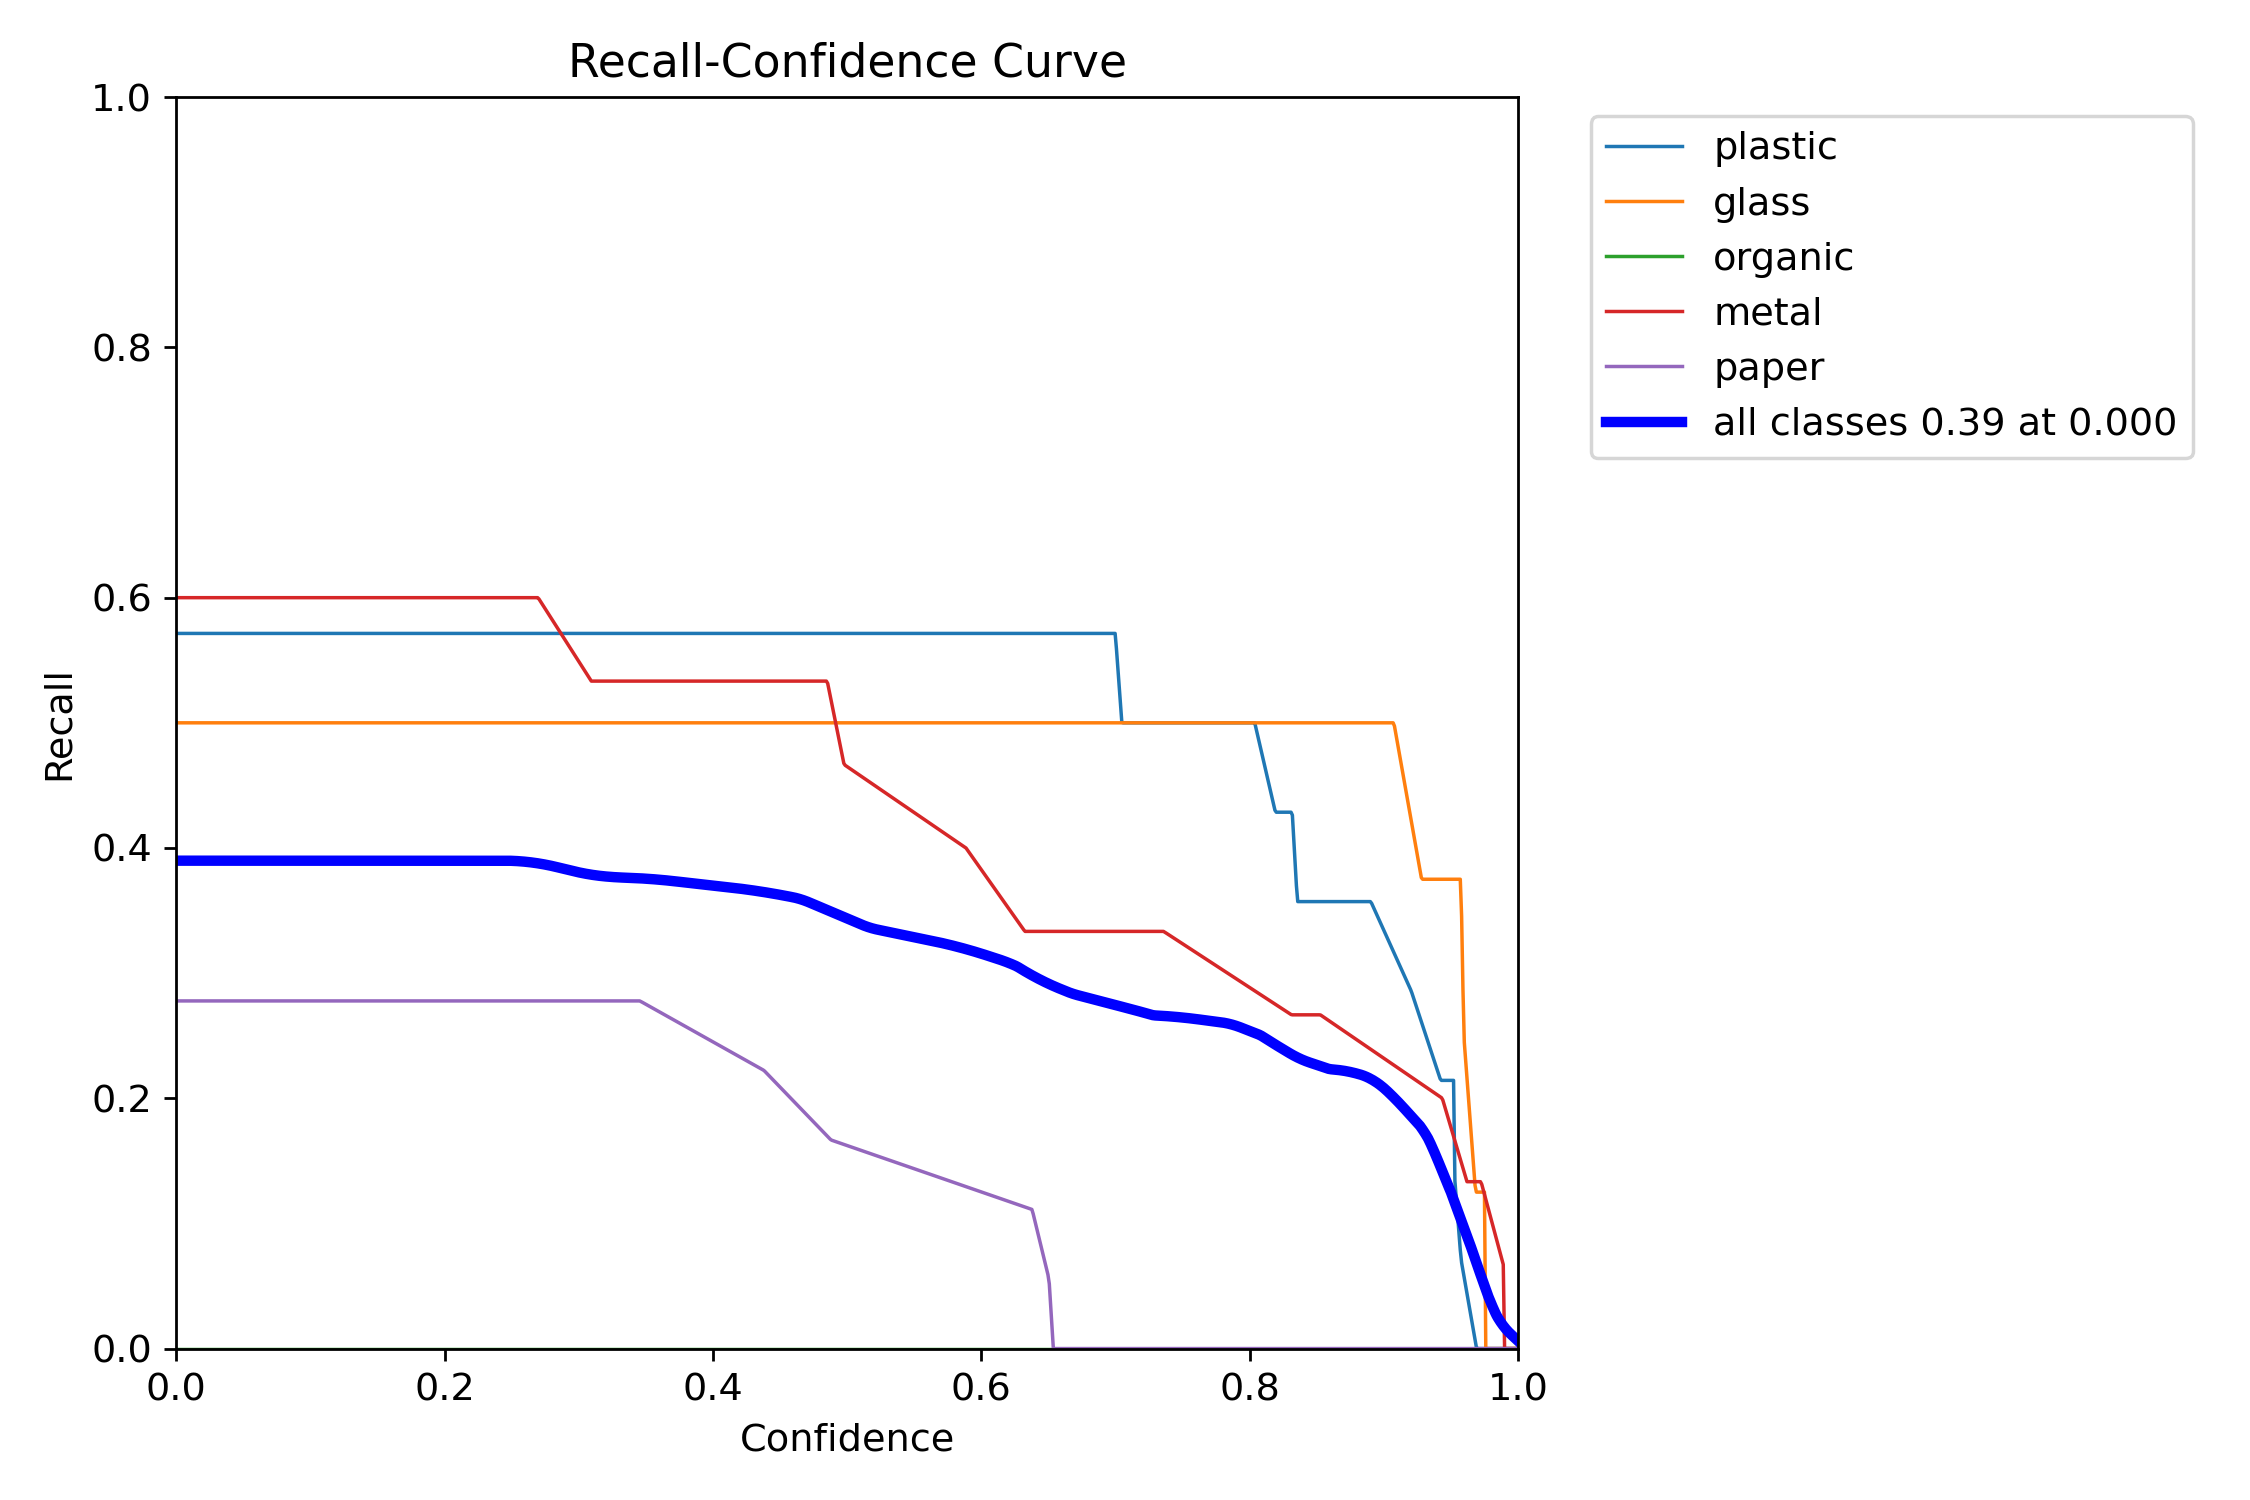 Recall-Confidence Curve
1.0
0.8
0.6
0.4
0.2
0.0
Recall
0.0 0.2 0.4 0.6 0.8 1.0
Confidence
plastic
glass
organic
metal
paper
all classes 0.39 at 0.000